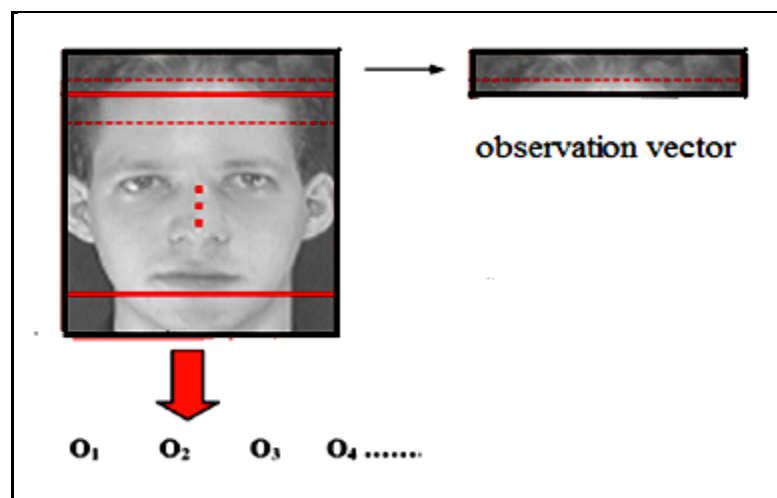 observation vector
O₁ O₂ O₃ O₄ .......